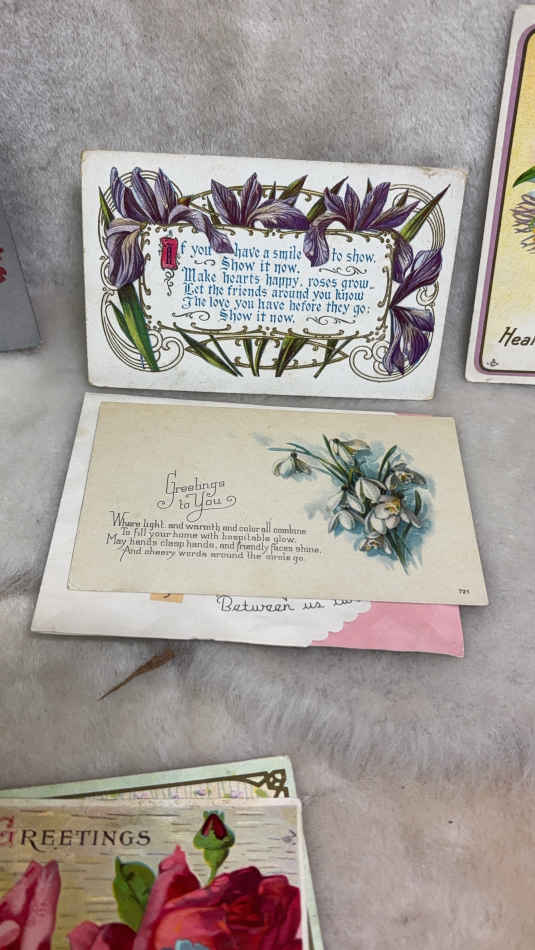 If you have a smile to show,
Show it now.
Make hearts happy, roses grow
Let the friends around you know
The love you have before they go;
Show it now.
Heal
Greetings
to You
Where light and warmth and color all combine
To fill your home with hospitable glow.
May hands clasp hands, and friendly faces shine,
And cheery words around the circle go.
721
Between us
GREETINGS